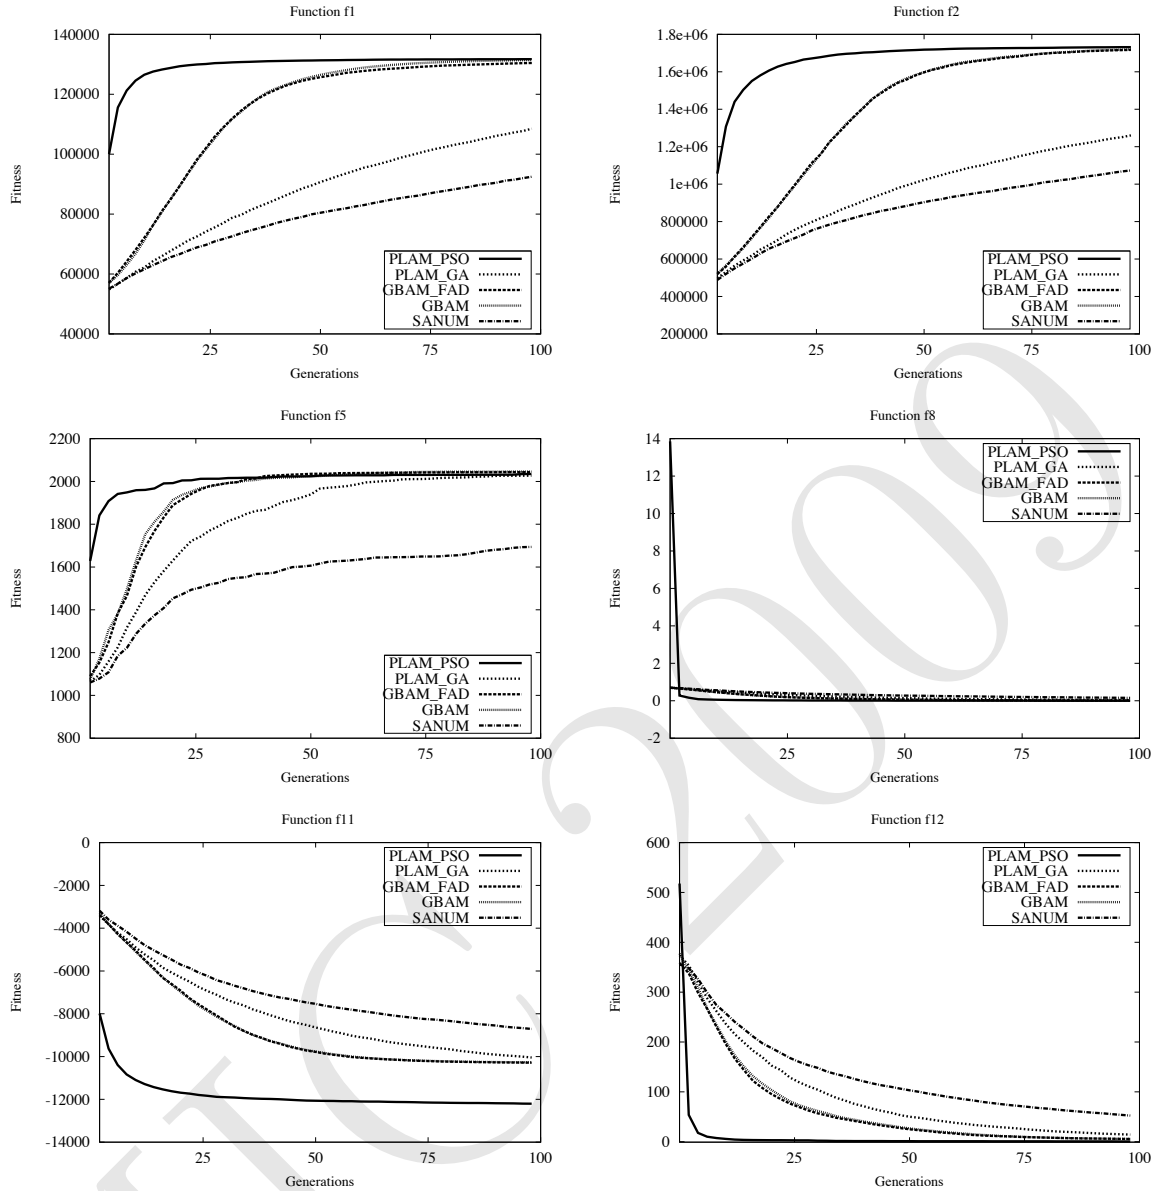 Function f1
140000
120000
100000
80000
60000
40000
Fitness
PLAM_PSO
PLAM_GA
GBAM_FAD
GBAM
SANUM
25 50 75 100
Generations
Function f2
1.8e+06
1.6e+06
1.4e+06
1.2e+06
1e+06
800000
600000
400000
200000
Fitness
PLAM_PSO
PLAM_GA
GBAM_FAD
GBAM
SANUM
25 50 75 100
Generations
Function f5
2200
2000
1800
1600
1400
1200
1000
800
Fitness
PLAM_PSO
PLAM_GA
GBAM_FAD
GBAM
SANUM
25 50 75 100
Generations
Function f8
14
12
10
8
6
4
2
0
-2
Fitness
PLAM_PSO
PLAM_GA
GBAM_FAD
GBAM
SANUM
25 50 75 100
Generations
Function f11
0
-2000
-4000
-6000
-8000
-10000
-12000
-14000
Fitness
PLAM_PSO
PLAM_GA
GBAM_FAD
GBAM
SANUM
25 50 75 100
Generations
Function f12
600
500
400
300
200
100
0
Fitness
PLAM_PSO
PLAM_GA
GBAM_FAD
GBAM
SANUM
25 50 75 100
Generations
IC 2009